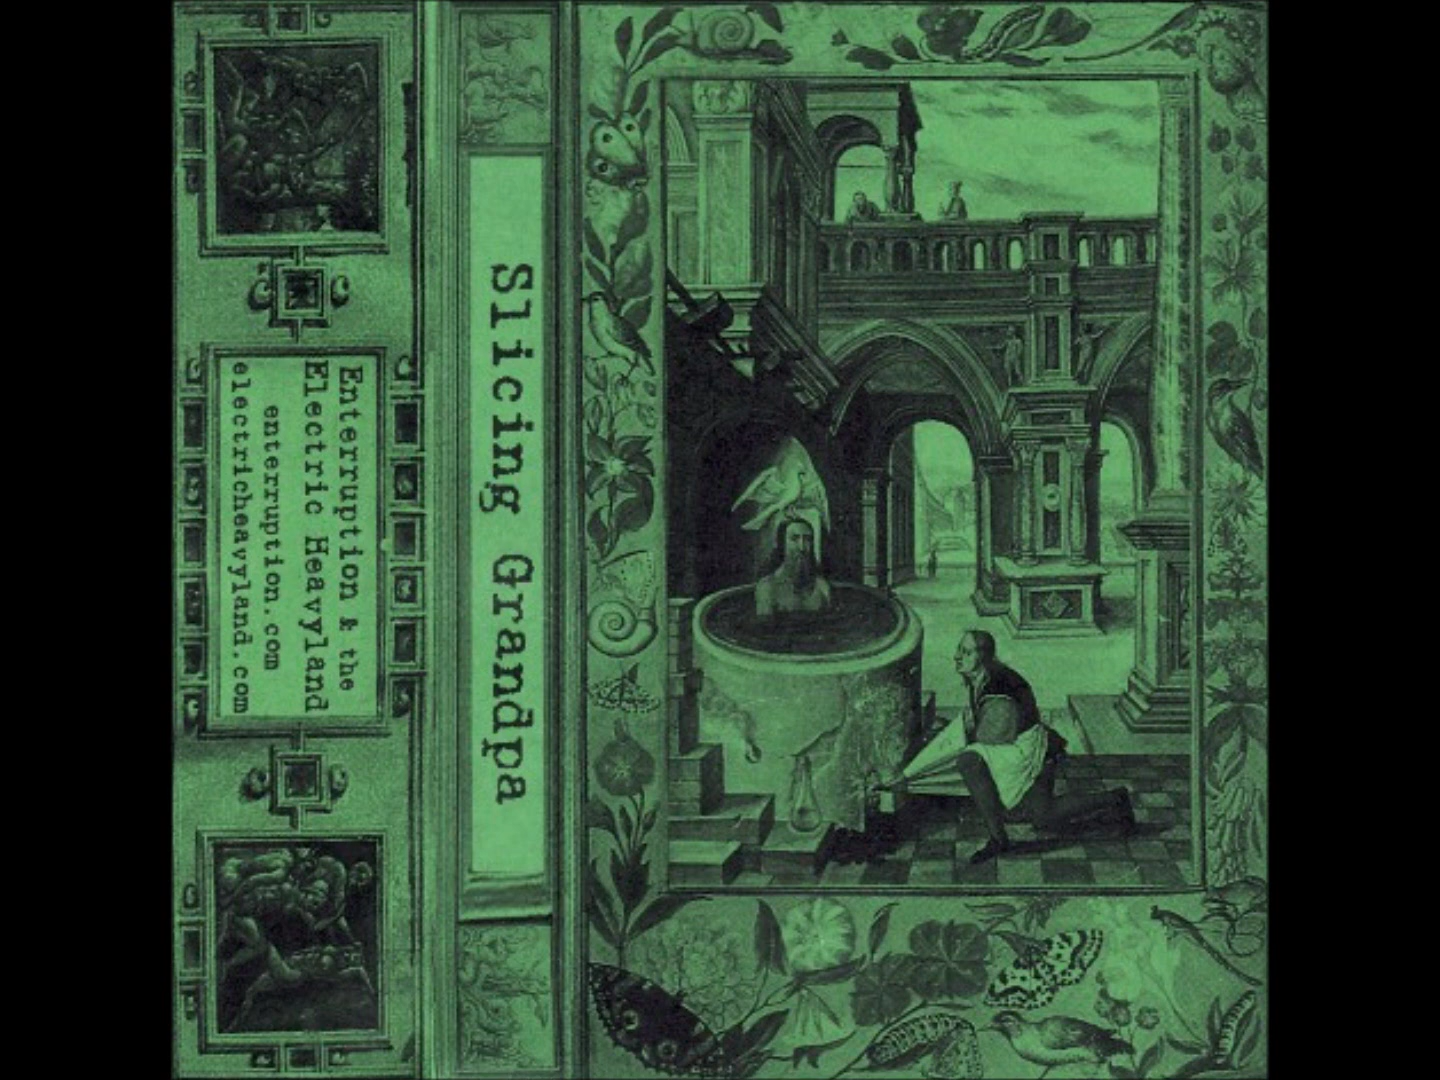 Enterruption & the
Electric Heavyland
enterruption.com
electricheavyland.com
Slicing Grandpa